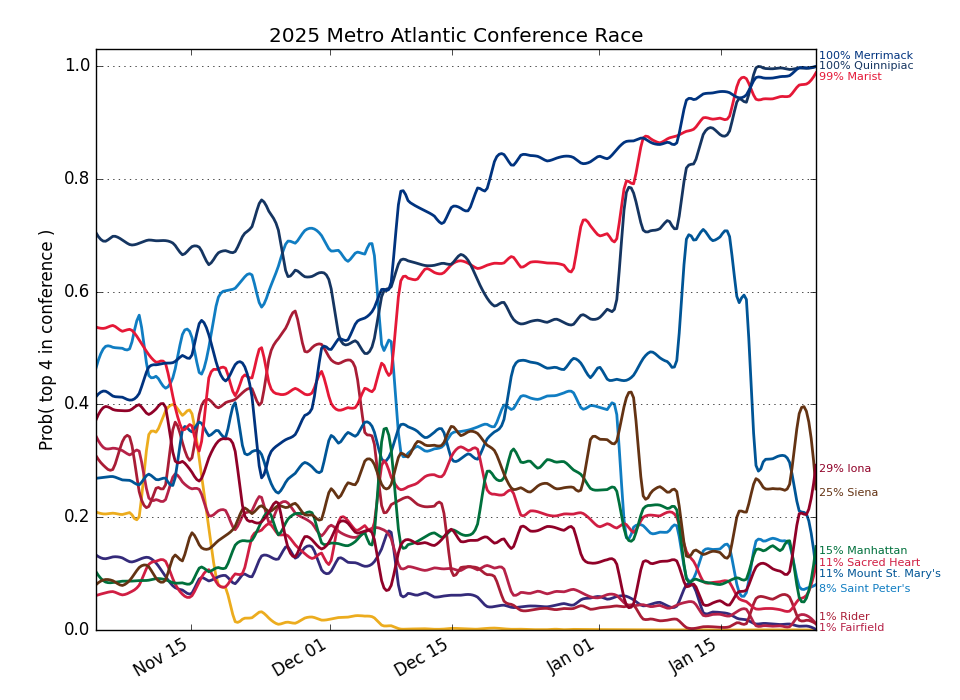 2025 Metro Atlantic Conference Race
Prob( top 4 in conference )
1.0
0.8
0.6
0.4
0.2
0.0
Nov 15
Dec 01
Dec 15
Jan 01
Jan 15
100% Merrimack
100% Quinnipiac
99% Marist
29% Iona
25% Siena
15% Manhattan
11% Sacred Heart
11% Mount St. Mary's
8% Saint Peter's
1% Rider
1% Fairfield